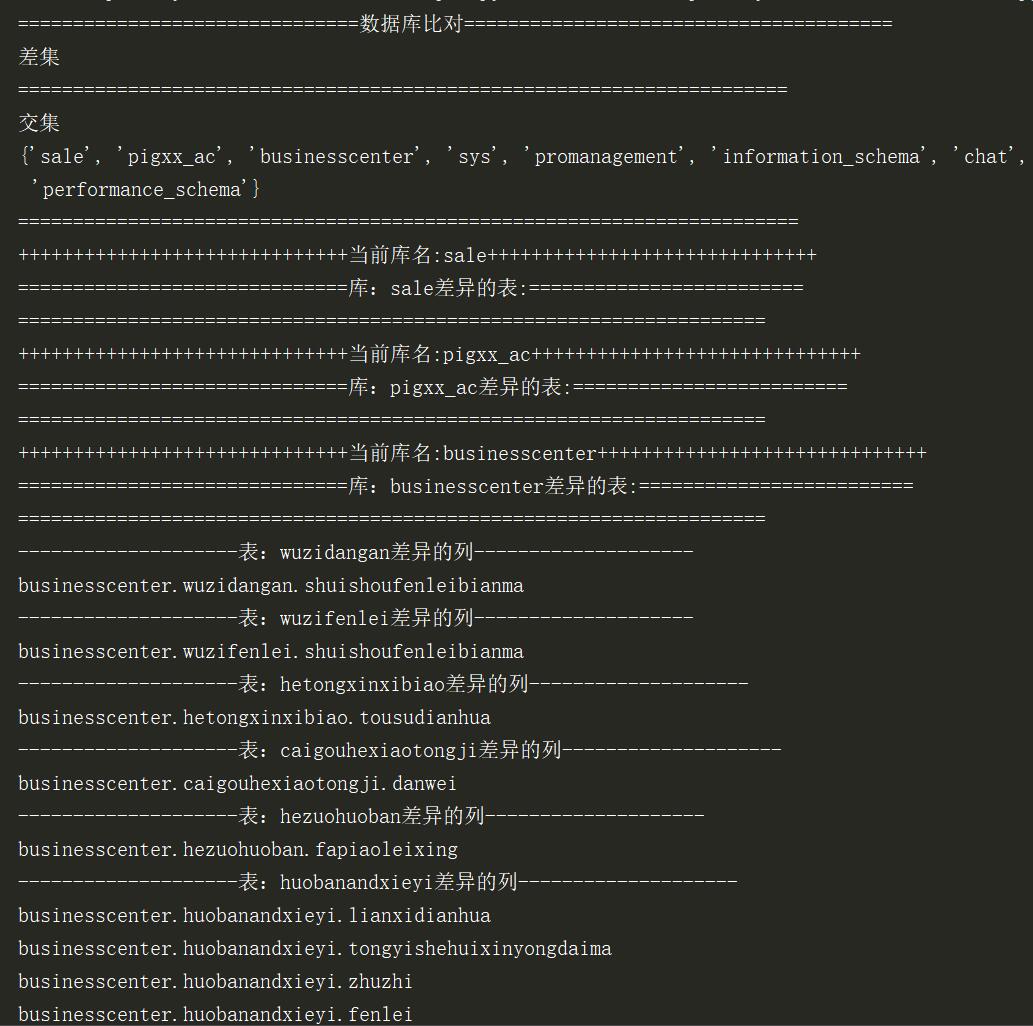 ===============================数据库比对=======================================
差集
======================================================================
交集
{'sale', 'pigxx_ac', 'businesscenter', 'sys', 'promanagement', 'information_schema', 'chat',
'performance_schema'}
=======================================================================
++++++++++++++++++++++++++++++当前库名:sale++++++++++++++++++++++++++++++
==============================库: sale差异的表:=========================
====================================================================
++++++++++++++++++++++++++++++当前库名:pigxx_ac++++++++++++++++++++++++++++++
==============================库: pigxx_ac差异的表:=========================
====================================================================
++++++++++++++++++++++++++++++当前库名:businesscenter++++++++++++++++++++++++++++++
==============================库: businesscenter差异的表:=========================
====================================================================
--------------------表: wuzidangan差异的列--------------------
businesscenter.wuzidangan.shuishoufenleibianma
--------------------表: wuzifenlei差异的列--------------------
businesscenter.wuzifenlei.shuishoufenleibianma
--------------------表: hetongxinxibiao差异的列--------------------
businesscenter.hetongxinxibiao.tousudianhua
--------------------表: caigouhexiaotongji差异的列--------------------
businesscenter.caigouhexiaotongji.danwei
--------------------表: hezuohuoban差异的列--------------------
businesscenter.hezuohuoban.fapiaoleixing
--------------------表: huobanandxieyi差异的列--------------------
businesscenter.huobanandxieyi.lianxidianhua
businesscenter.huobanandxieyi.tongyishehuixinyongdaima
businesscenter.huobanandxieyi.zhuzhi
businesscenter.huobanandxieyi.fenlei